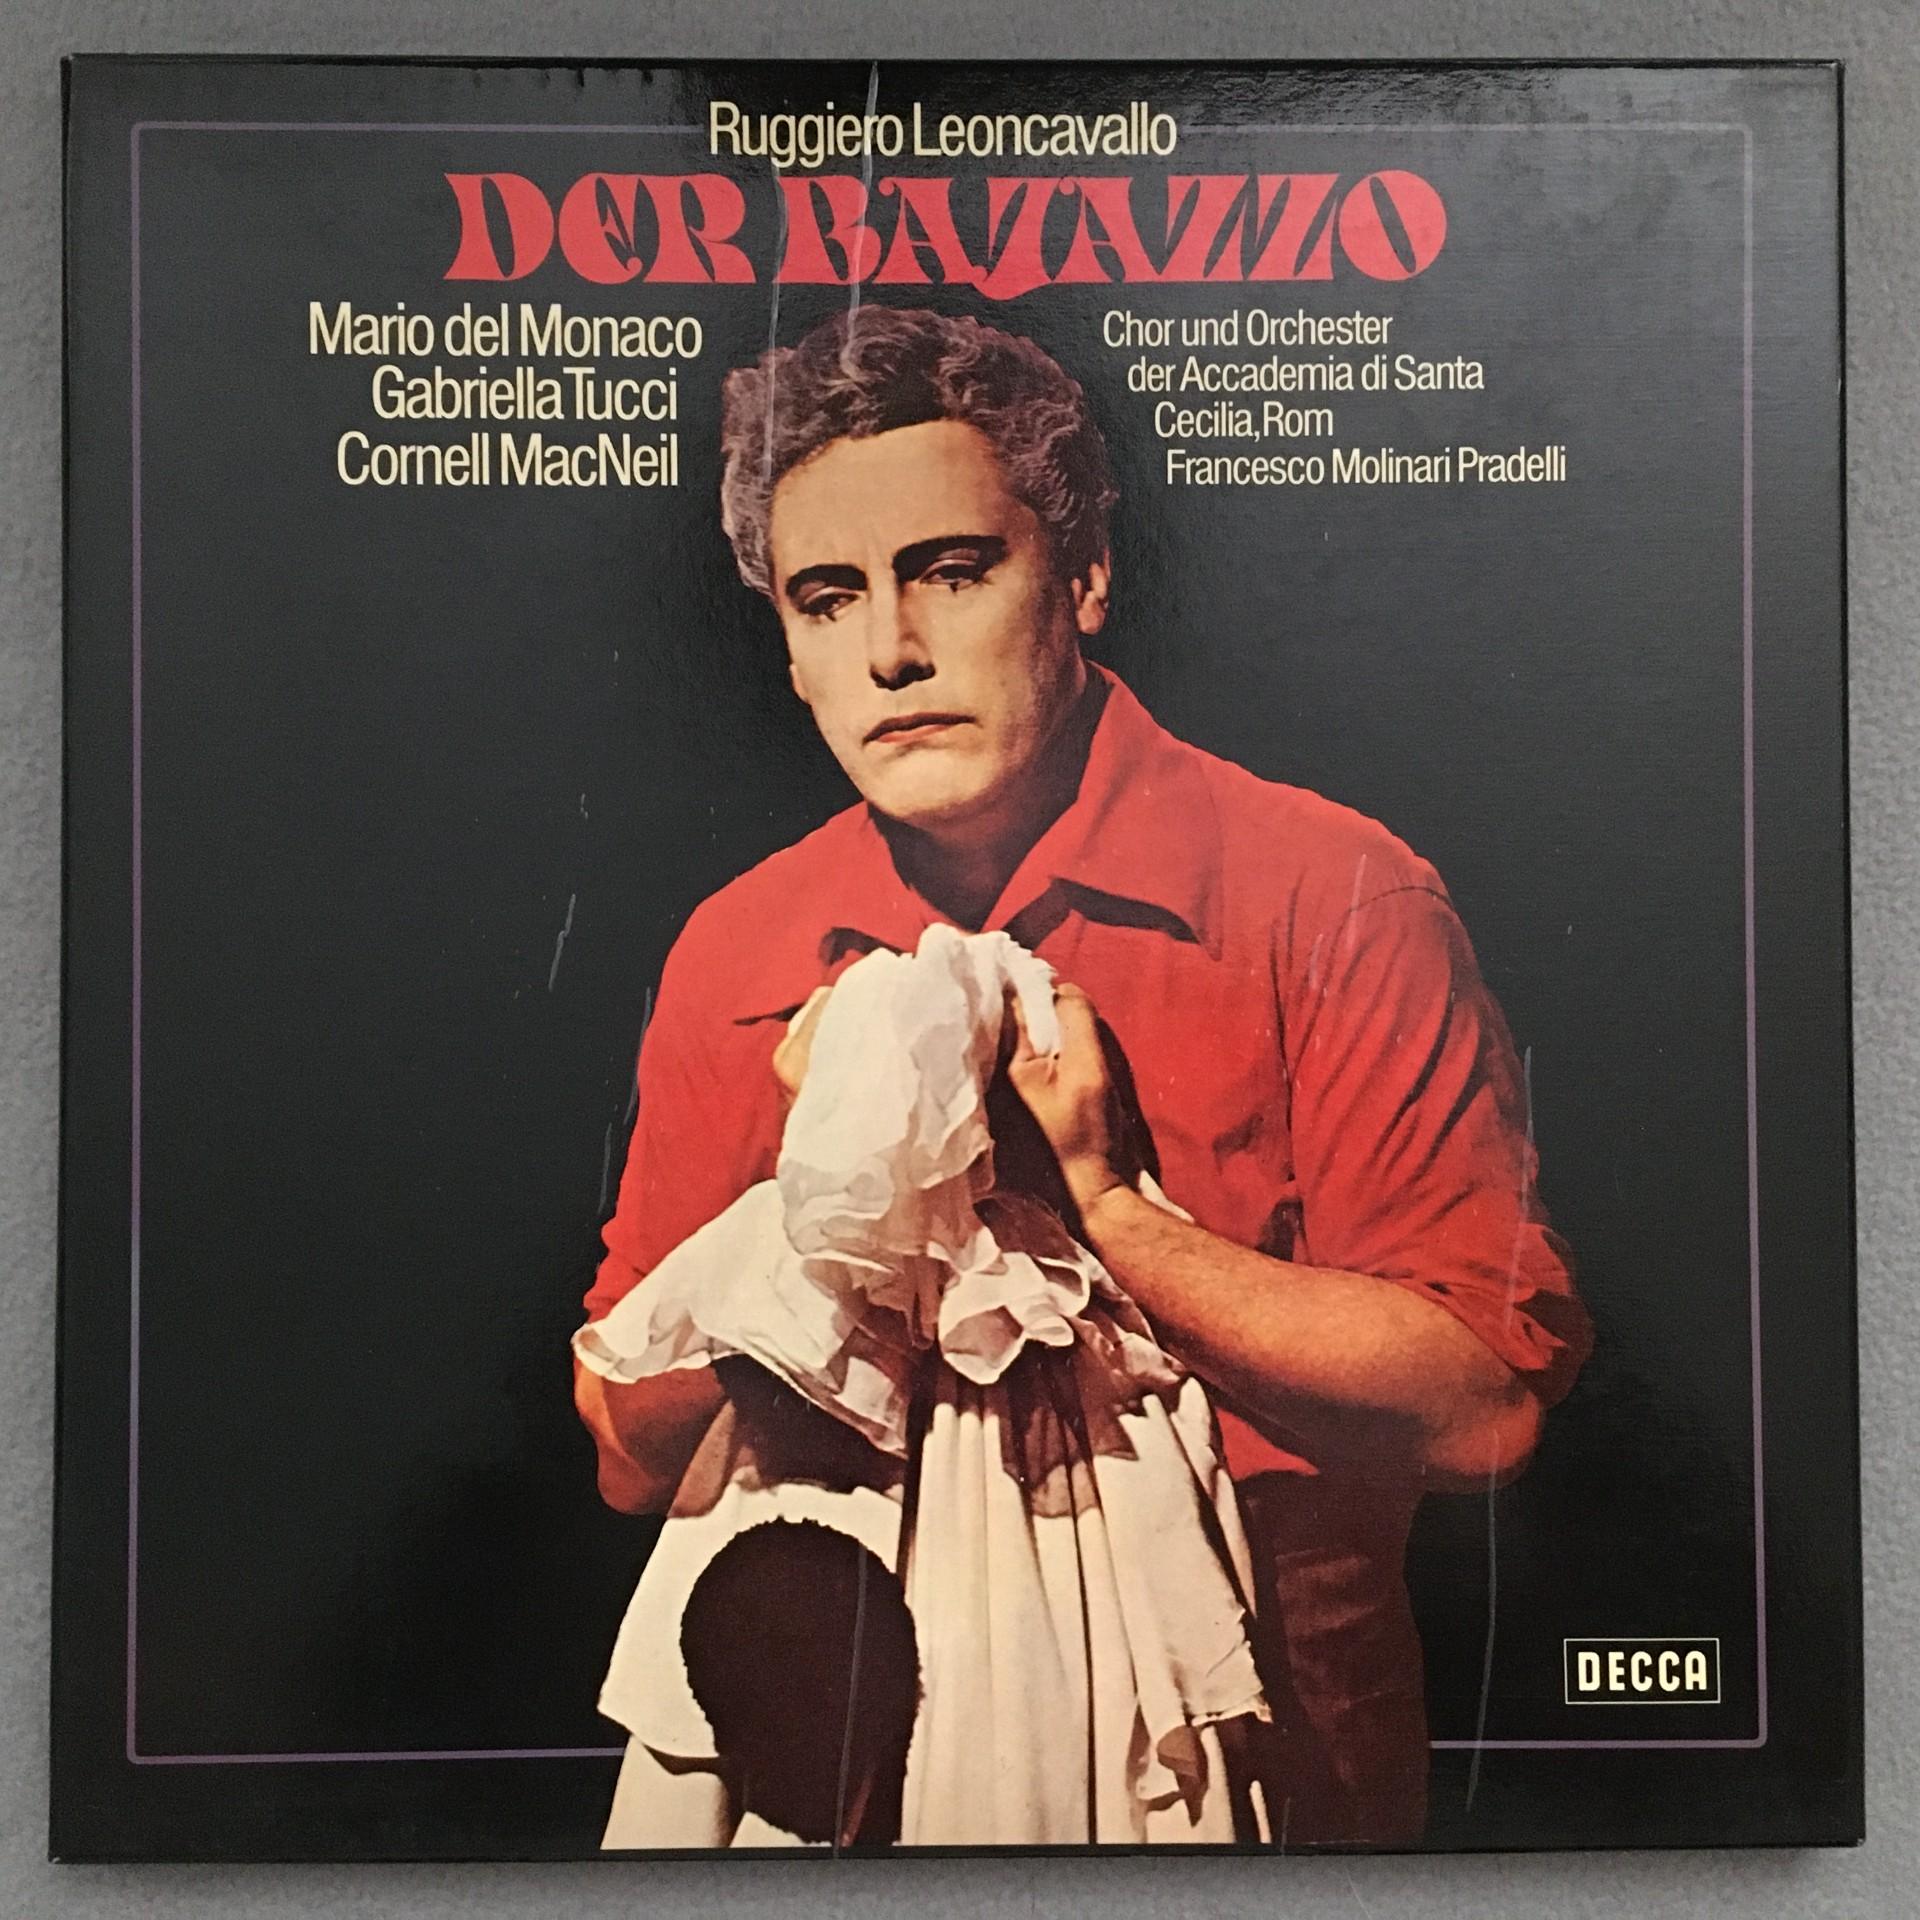 Ruggiero Leoncavallo
DER BAJAZZO
Mario del Monaco
Gabriella Tucci
Cornell MacNeil
Chor und Orchester
der Accademia di Santa
Cecilia, Rom
Francesco Molinari Pradelli
DECCA